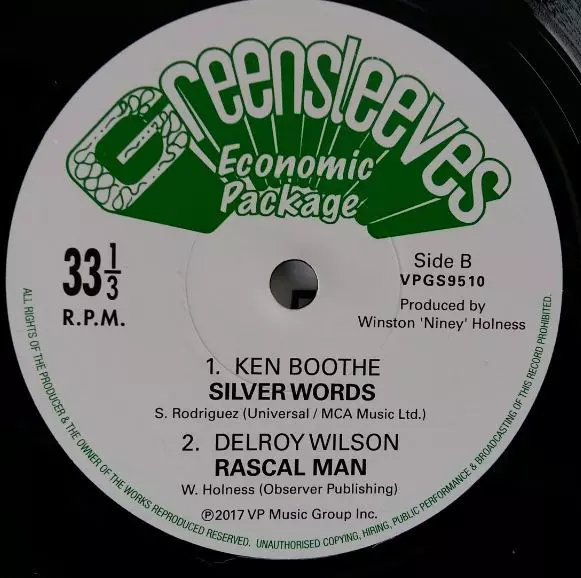 Greensleeves
Economic
Package
33 1/3
R.P.M.
Side B
VPGS9510
Produced by
Winston 'Niney' Holness
1. KEN BOOTHE
SILVER WORDS
S. Rodriguez (Universal / MCA Music Ltd.)
2. DELROY WILSON
RASCAL MAN
W. Holness (Observer Publishing)
℗2017 VP Music Group Inc.
ALL RIGHTS OF THE PRODUCER & THE OWNER OF THE WORKS REPRODUCED RESERVED. UNAUTHORISED COPYING, HIRING, PUBLIC PERFORMANCE & BROADCASTING OF THIS RECORD PROHIBITED.